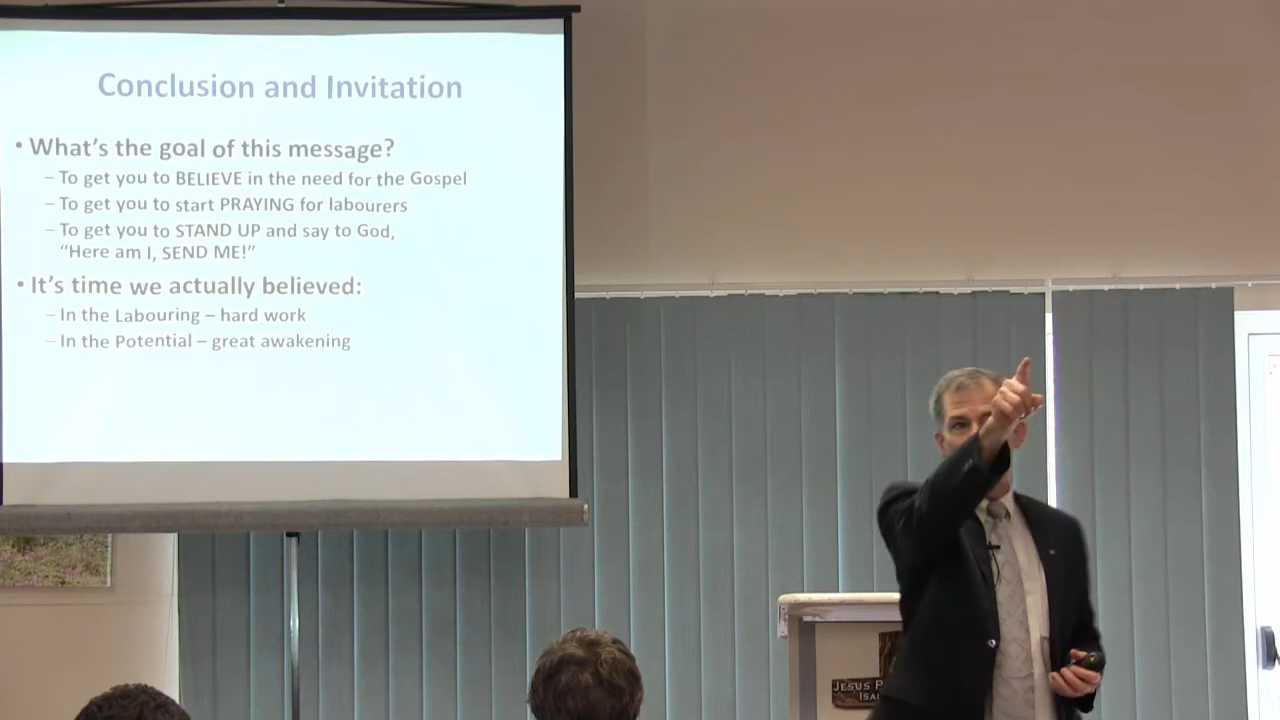 Conclusion and Invitation
• What's the goal of this message?
– To get you to BELIEVE in the need for the Gospel
– To get you to start PRAYING for labourers
– To get you to STAND UP and say to God,
“Here am I, SEND ME!”
• It's time we actually believed:
– In the Labouring – hard work
– In the Potential – great awakening
JESUS